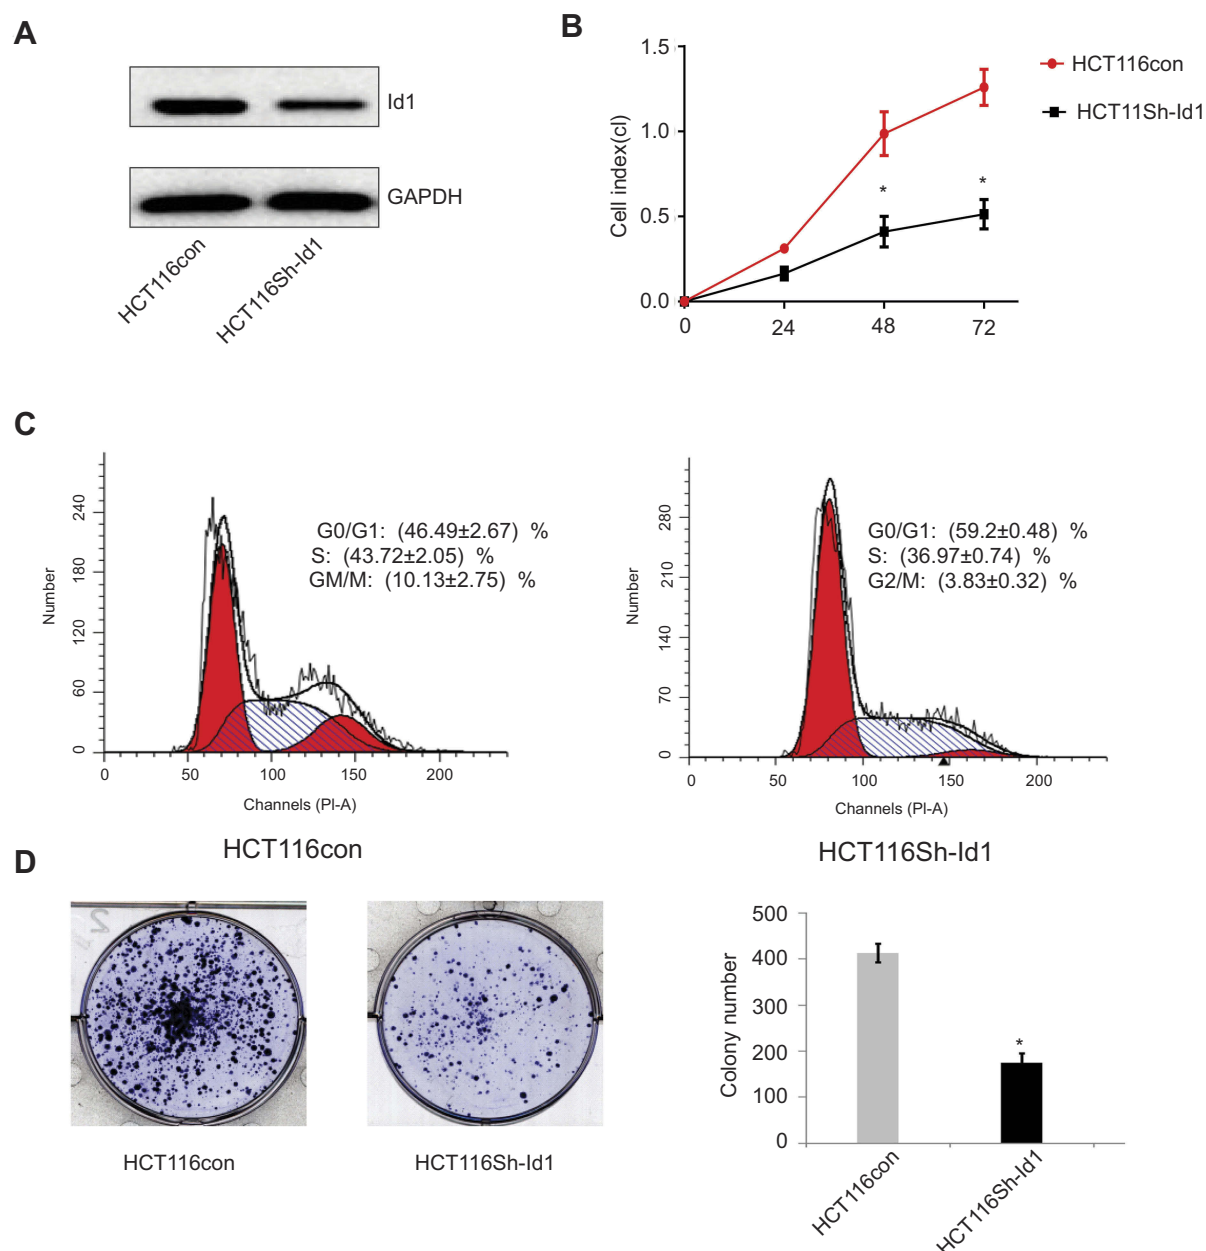 A
Id1
GAPDH
HCT116con
HCT116Sh-Id1
B
Cell index(cl)
1.5
1.0
0.5
0.0
0
24
48
72
*
*
HCT116con
HCT11Sh-Id1
C
Number
240
180
120
60
0
0
50
100
150
200
G0/G1: (46.49±2.67) %
S: (43.72±2.05) %
GM/M: (10.13±2.75) %
Channels (PI-A)
HCT116con
Number
280
210
140
70
0
0
50
100
150
200
G0/G1: (59.2±0.48) %
S: (36.97±0.74) %
G2/M: (3.83±0.32) %
Channels (PI-A)
HCT116Sh-Id1
D
2
HCT116con
HCT116Sh-Id1
Colony number
500
400
300
200
100
0
*
HCT116con
HCT116Sh-Id1